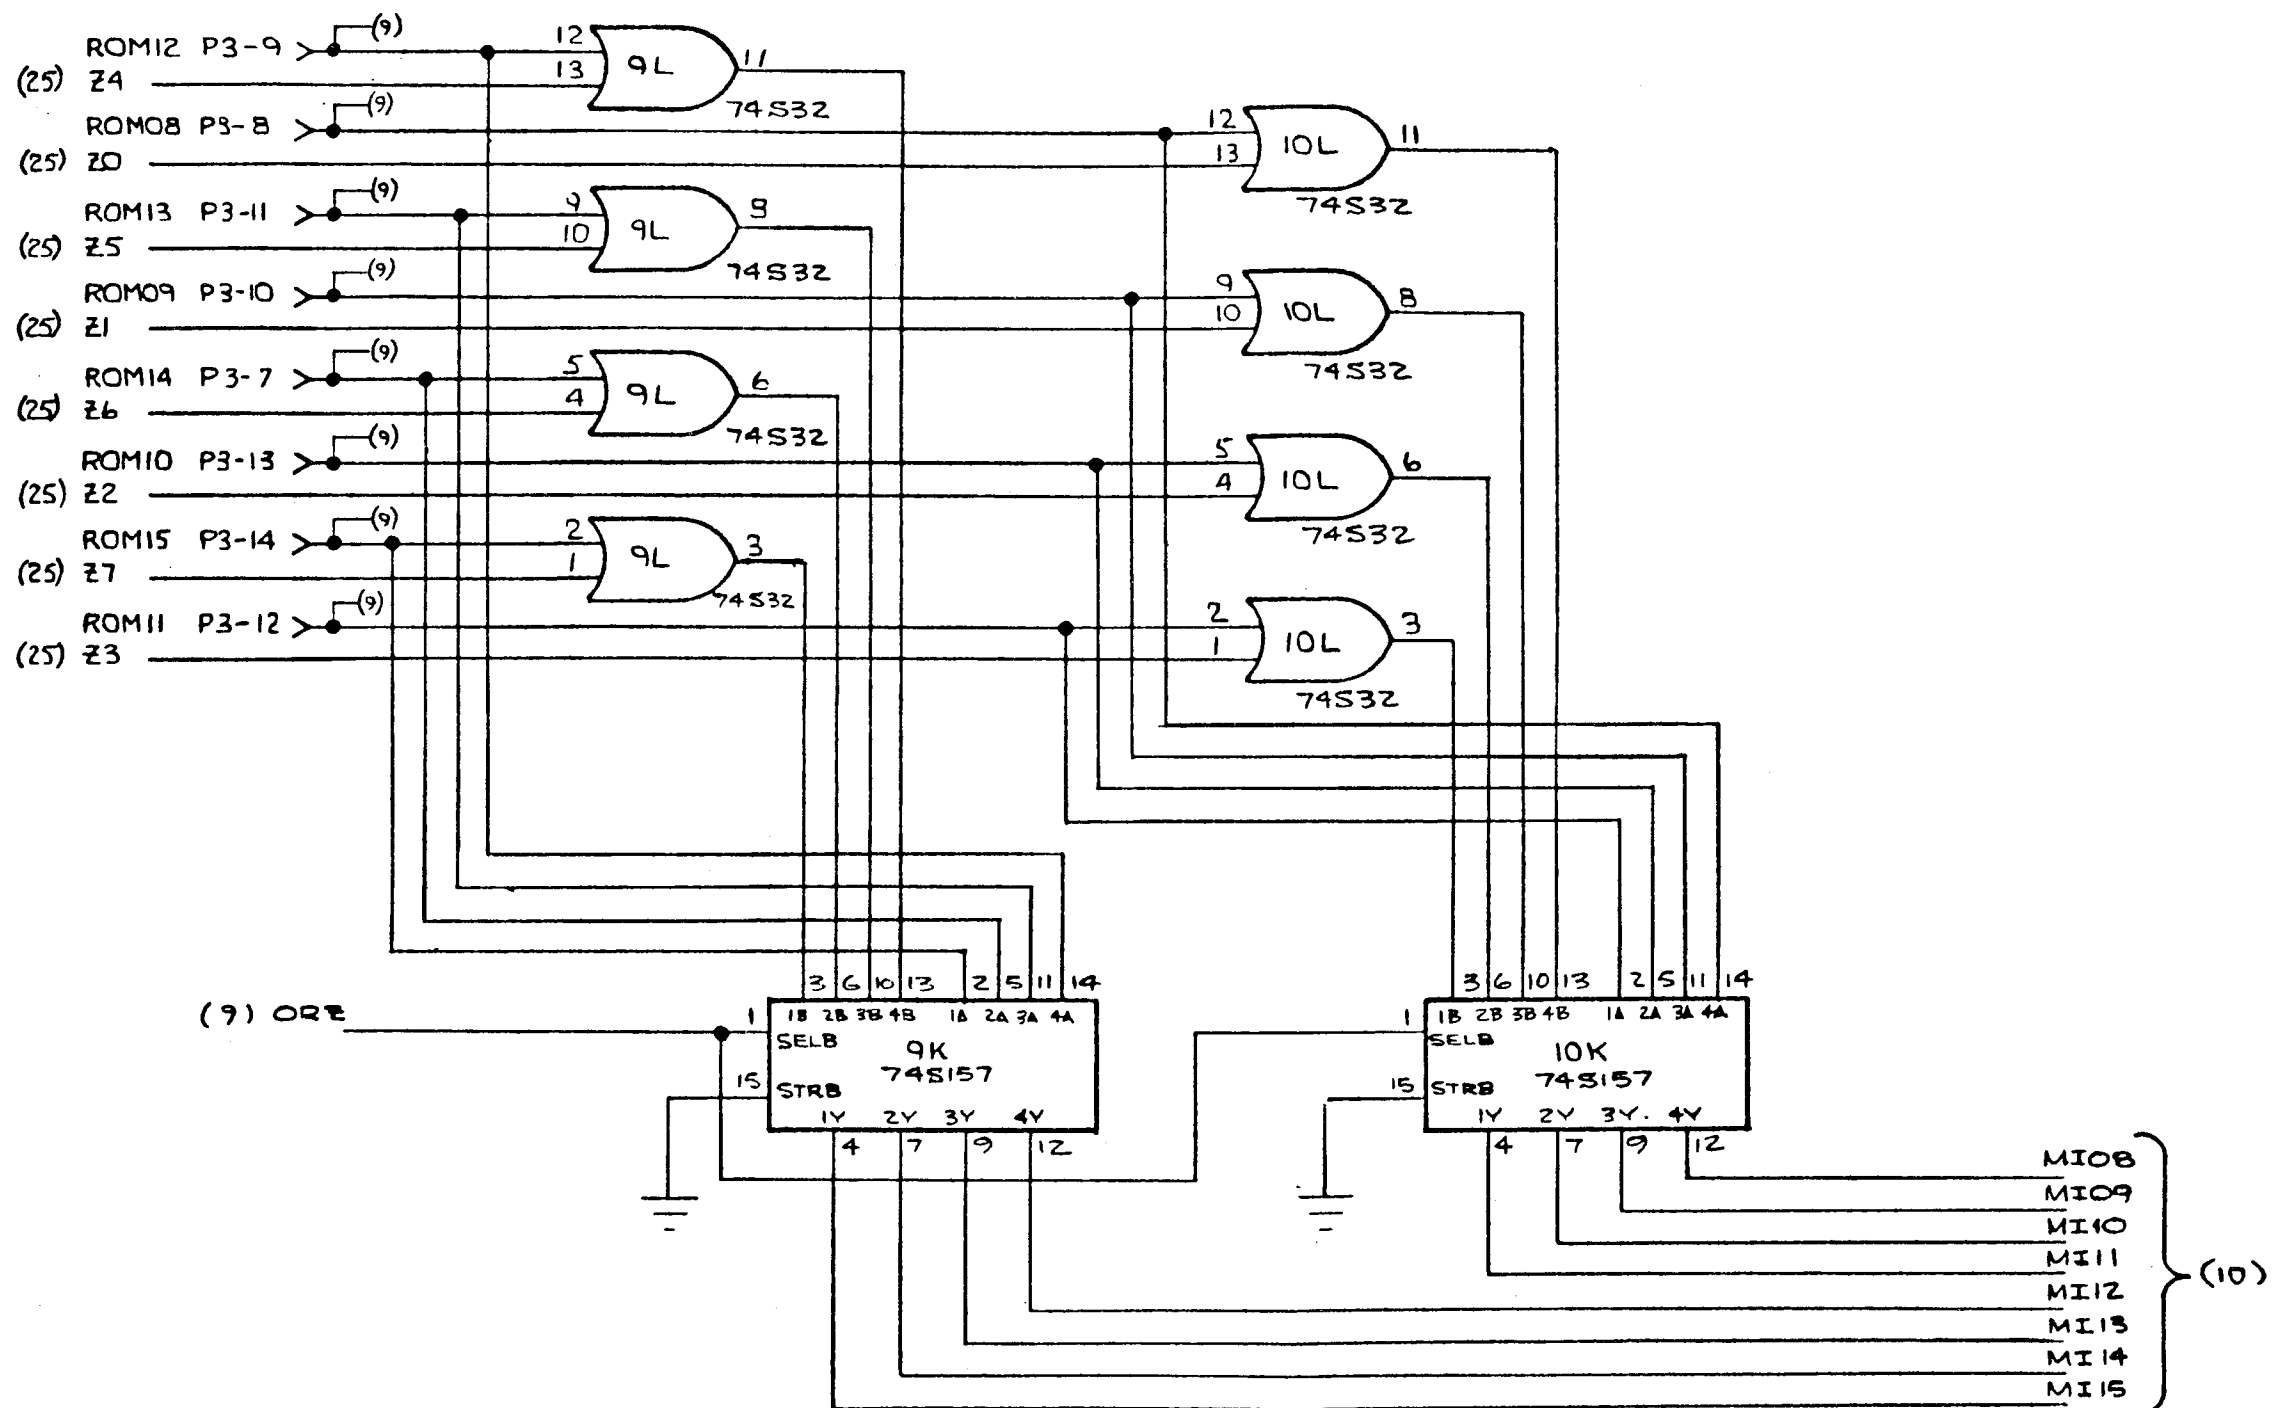 (9)
ROM12 P3-9
12
9L
11
(25) Z4
13
74S32
(9)
ROM08 P3-8
12
10L
11
(25) Z0
13
74S32
(9)
ROM13 P3-11
9
9L
8
(25) Z5
10
74S32
(9)
ROM09 P3-10
9
10L
8
(25) Z1
10
74S32
(9)
ROM14 P3-7
5
9L
6
(25) Z6
4
74S32
(9)
ROM10 P3-13
5
10L
6
(25) Z2
4
74S32
(9)
ROM15 P3-14
2
9L
3
(25) Z7
1
74S32
(9)
ROM11 P3-12
2
10L
3
(25) Z3
1
74S32
3 6 10 13 2 5 11 14
(9) ORZ
1
1B 2B 3B 4B 1A 2A 3A 4A
SELB
9K
74S157
15
STRB
1Y 2Y 3Y 4Y
4 7 9 12
3 6 10 13 2 5 11 14
1
1B 2B 3B 4B 1A 2A 3A 4A
SELB
10K
74S157
15
STRB
1Y 2Y 3Y. 4Y
4 7 9 12
MI08
MI09
MI10
MI11
MI12
MI13
MI14
MI15
(10)